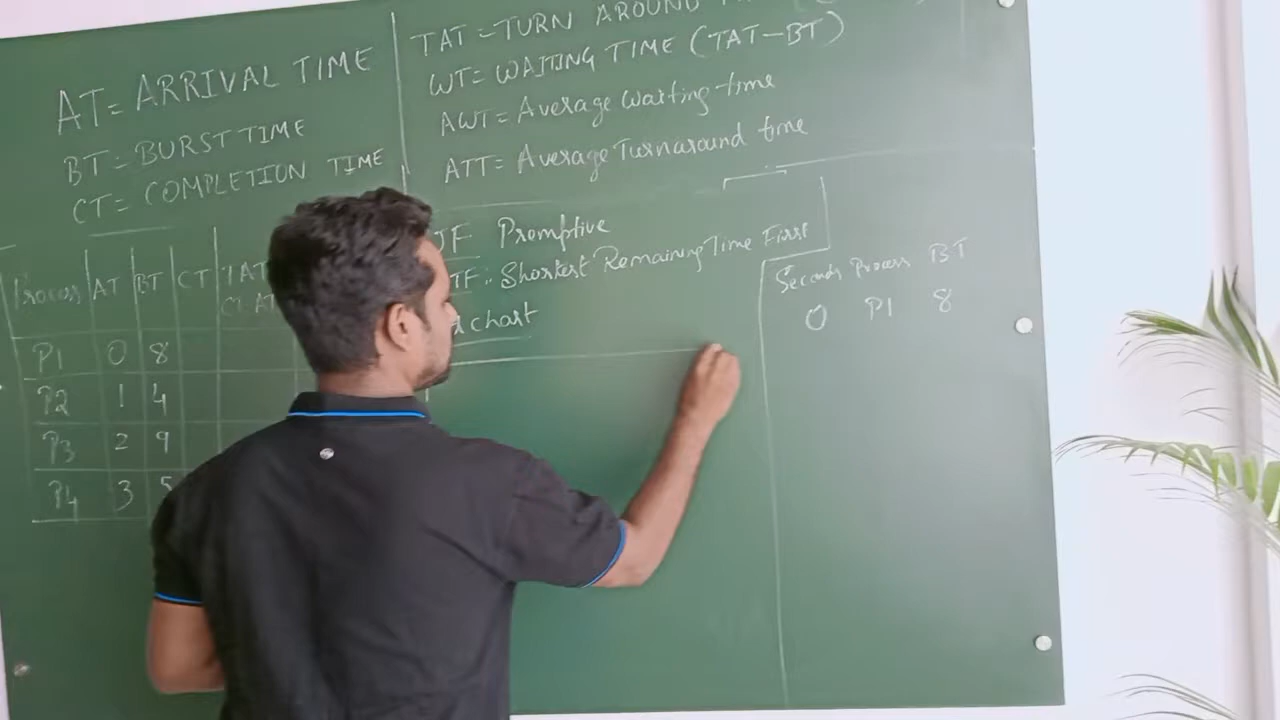 AT= ARRIVAL TIME
BT= BURST TIME
CT= COMPLETION TIME
TAT =TURN AROUND
WT= WAITING TIME (TAT-BT)
AWT= Average Waiting time
ATT= Average Turnaround time
JF Premptive
TF:- Shortest Remaining Time First
chart
Process AT BT CT TAT
P1 0 8
P2 1 4
P3 2 9
P4 3 5
Seconds Process BT
0 P1 8